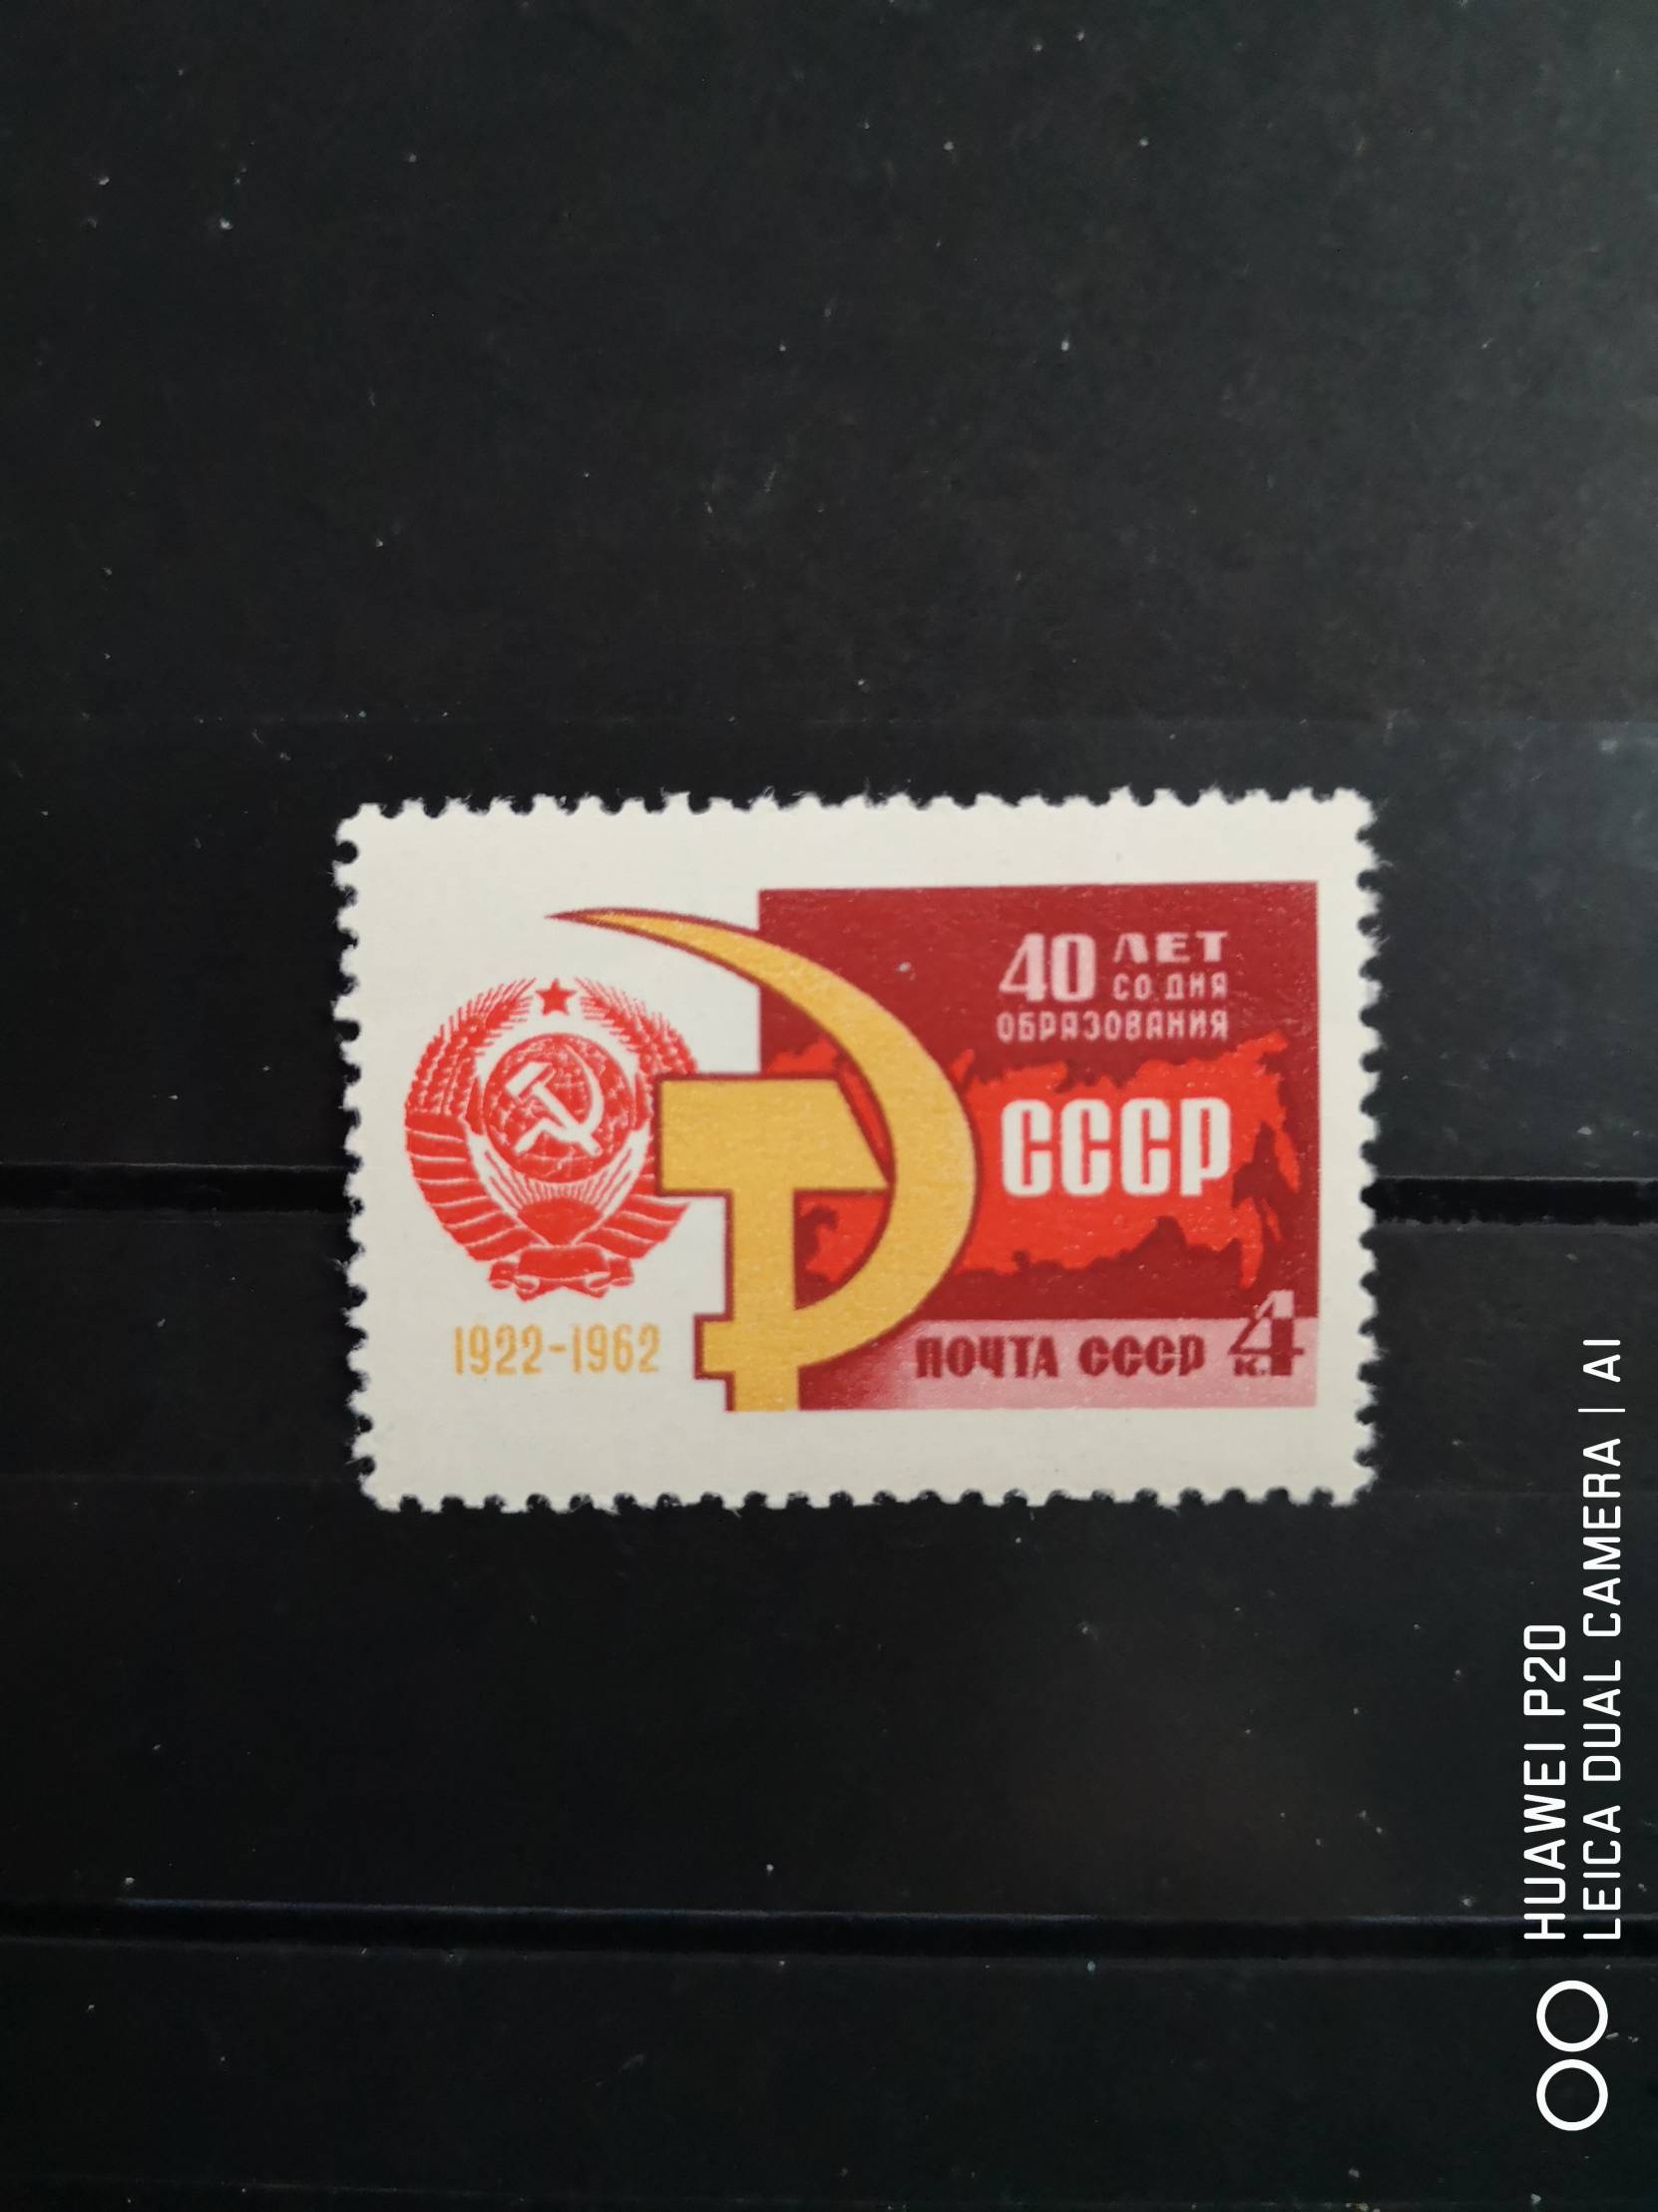 40 ЛЕТ
СО ДНЯ
ОБРАЗОВАНИЯ
СССР
1922-1962
ПОЧТА СССР 4 к.
HUAWEI P20
LEICA DUAL CAMERA | AI